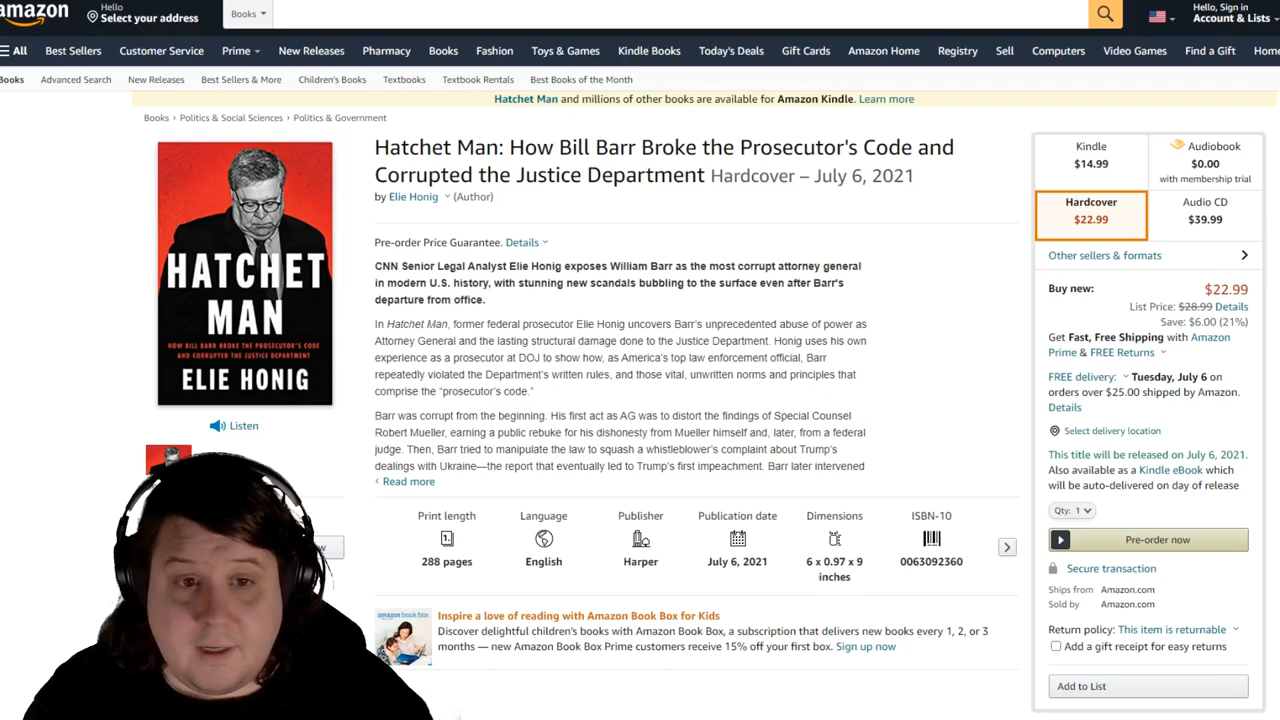 amazon
Hello
Select your address
Books
Hello, Sign in
Account & Lists
All
Best Sellers
Customer Service
Prime
New Releases
Pharmacy
Books
Fashion
Toys & Games
Kindle Books
Today's Deals
Gift Cards
Amazon Home
Registry
Sell
Computers
Video Games
Find a Gift
Home
Books
Advanced Search
New Releases
Best Sellers & More
Children's Books
Textbooks
Textbook Rentals
Best Books of the Month
Hatchet Man and millions of other books are available for Amazon Kindle. Learn more
Books › Politics & Social Sciences › Politics & Government
HATCHET
MAN
HOW BILL BARR BROKE THE PROSECUTOR'S CODE
AND CORRUPTED THE JUSTICE DEPARTMENT
ELIE HONIG
Listen
Hatchet Man: How Bill Barr Broke the Prosecutor's Code and
Corrupted the Justice Department Hardcover – July 6, 2021
by Elie Honig (Author)
Pre-order Price Guarantee. Details
CNN Senior Legal Analyst Elie Honig exposes William Barr as the most corrupt attorney general
in modern U.S. history, with stunning new scandals bubbling to the surface even after Barr's
departure from office.
In Hatchet Man, former federal prosecutor Elie Honig uncovers Barr's unprecedented abuse of power as
Attorney General and the lasting structural damage done to the Justice Department. Honig uses his own
experience as a prosecutor at DOJ to show how, as America's top law enforcement official, Barr
repeatedly violated the Department's written rules, and those vital, unwritten norms and principles that
comprise the “prosecutor's code.”
Barr was corrupt from the beginning. His first act as AG was to distort the findings of Special Counsel
Robert Mueller, earning a public rebuke for his dishonesty from Mueller himself and, later, from a federal
judge. Then, Barr tried to manipulate the law to squash a whistleblower's complaint about Trump's
dealings with Ukraine—the report that eventually led to Trump's first impeachment. Barr later intervened
‹ Read more
Print length
288 pages
Language
English
Publisher
Harper
Publication date
July 6, 2021
Dimensions
6 x 0.97 x 9
inches
ISBN-10
0063092360
amazon book box
Inspire a love of reading with Amazon Book Box for Kids
Discover delightful children's books with Amazon Book Box, a subscription that delivers new books every 1, 2, or 3
months — new Amazon Book Box Prime customers receive 15% off your first box. Sign up now
Kindle
$14.99
Audiobook
$0.00
with membership trial
Hardcover
$22.99
Audio CD
$39.99
Other sellers & formats
Buy new: $22.99
List Price: $28.99 Details
Save: $6.00 (21%)
Get Fast, Free Shipping with Amazon
Prime & FREE Returns
FREE delivery: Tuesday, July 6 on
orders over $25.00 shipped by Amazon.
Details
Select delivery location
This title will be released on July 6, 2021.
Also available as a Kindle eBook which
will be auto-delivered on day of release
Qty: 1
Pre-order now
Secure transaction
Ships from Amazon.com
Sold by Amazon.com
Return policy: This item is returnable
Add a gift receipt for easy returns
Add to List